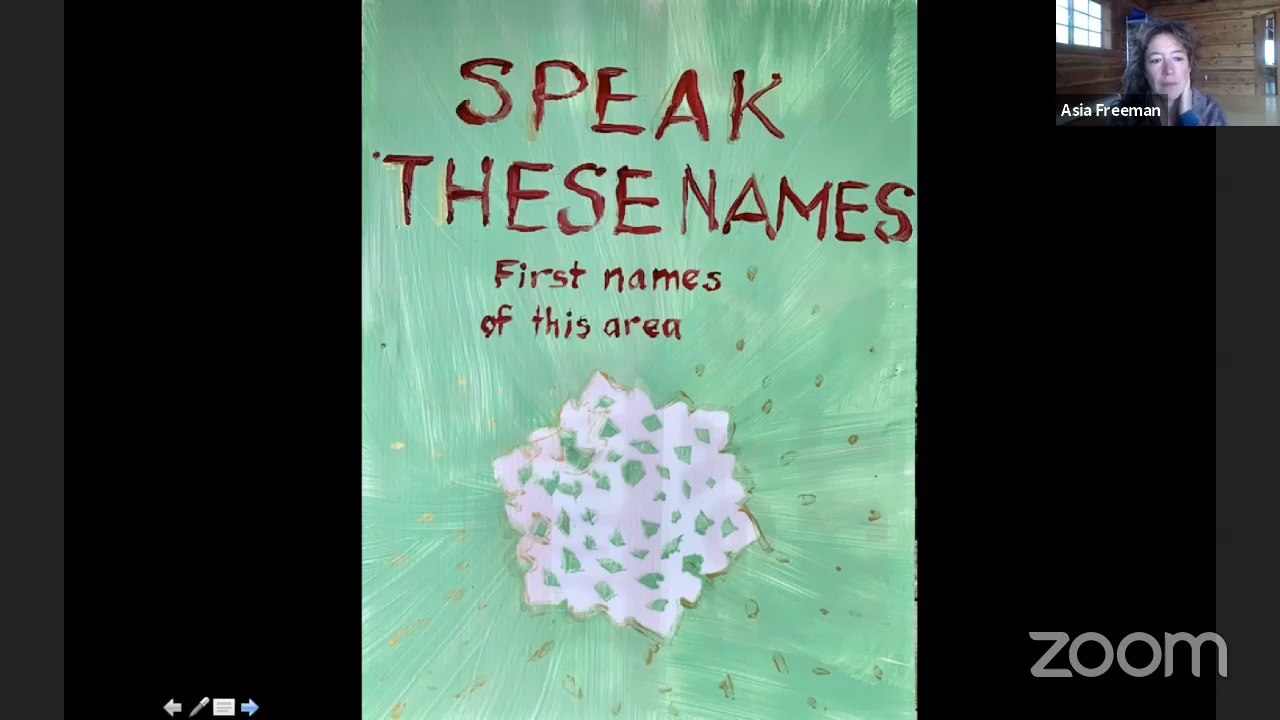 SPEAK
THESE NAMES
First names
of this area
Asia Freeman
zoom